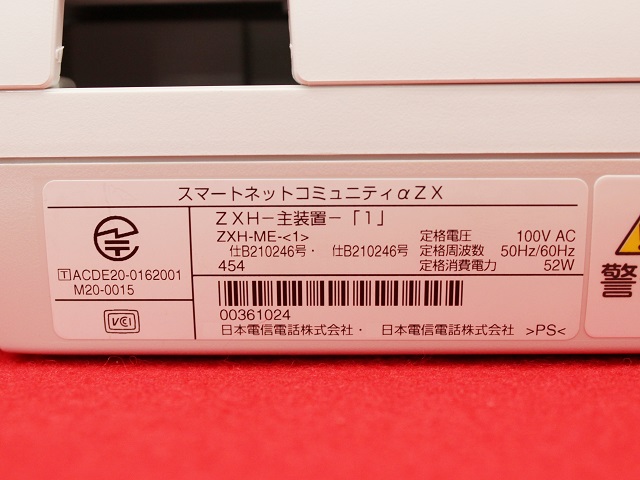 スマートネットコミュニティαZX
ZXH－主装置－「1」
ZXH-ME-<1>
仕B210246号・ 仕B210246号
454
定格電圧 100V AC
定格周波数 50Hz/60Hz
定格消費電力 52W
T ACDE20-0162001
M20-0015
VCI
00361024
日本電信電話株式会社・ 日本電信電話株式会社 >PS<
警